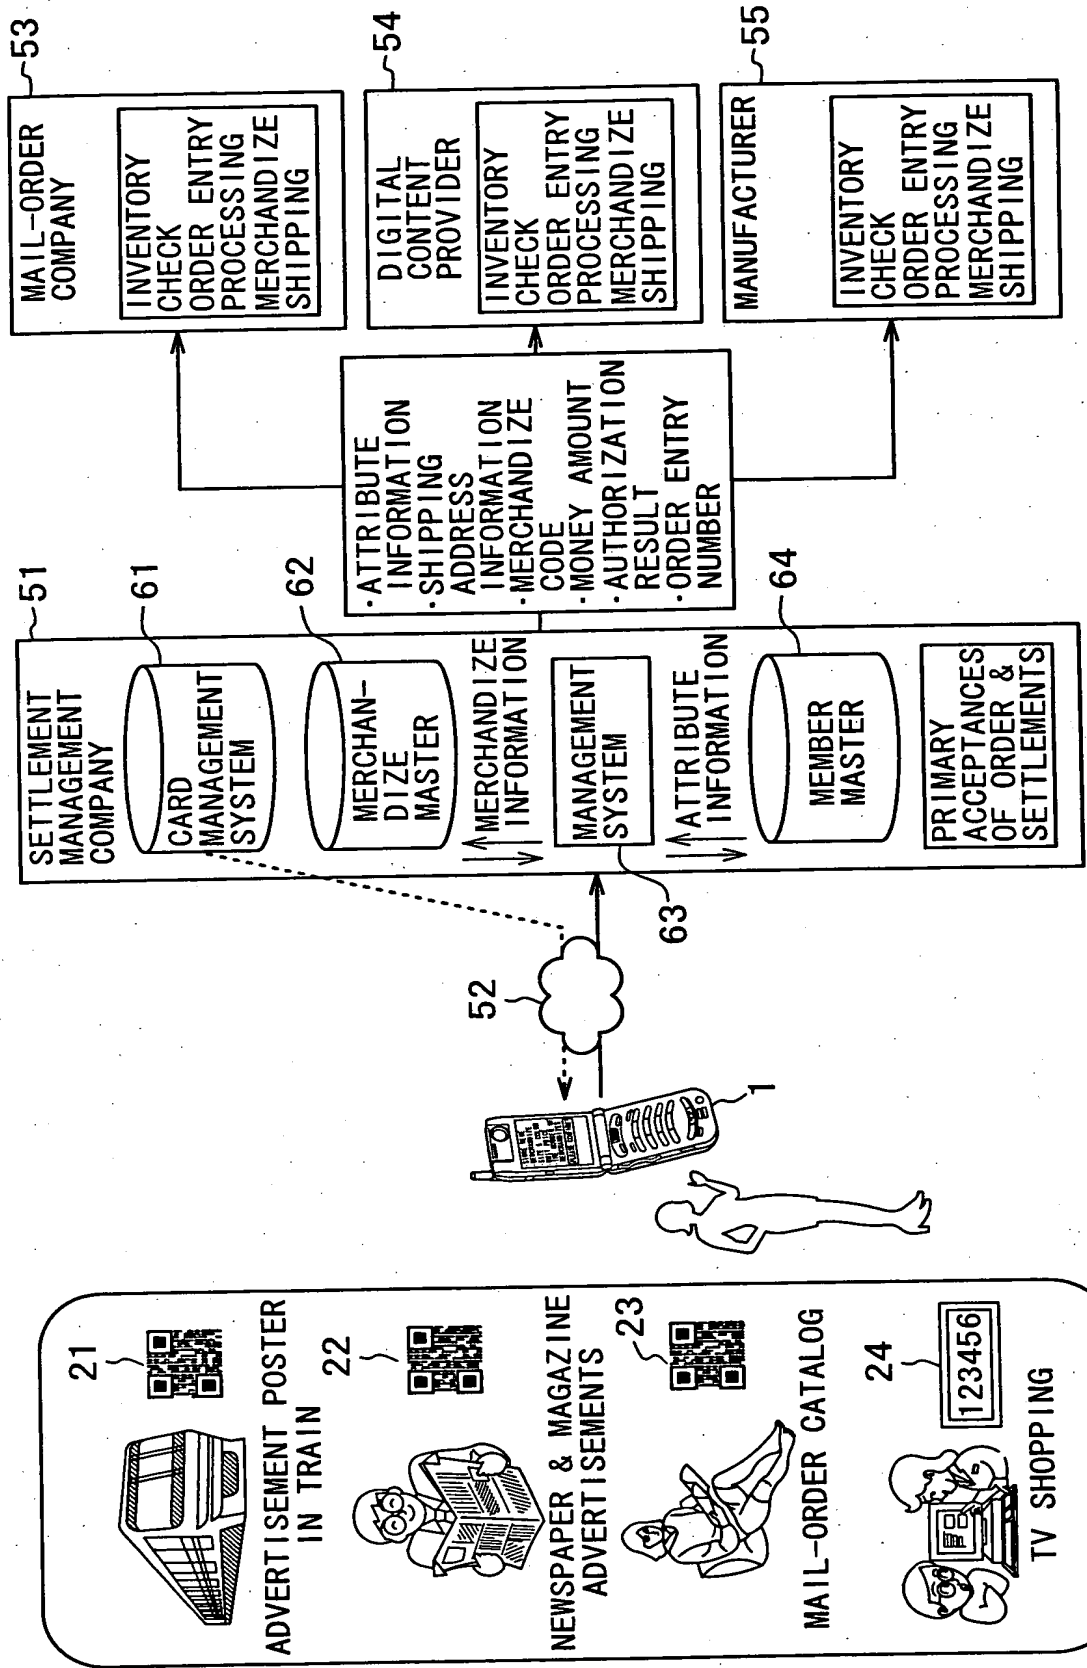 21
ADVERTISEMENT POSTER
IN TRAIN
22
NEWSPAPER & MAGAZINE
ADVERTISEMENTS
23
MAIL-ORDER CATALOG
24
123456
TV SHOPPING
1
52
51
SETTLEMENT
MANAGEMENT
COMPANY
61
CARD
MANAGEMENT
SYSTEM
62
MERCHAN-
DIZE
MASTER
MERCHANDIZE
INFORMATION
MANAGEMENT
SYSTEM
63
ATTRIBUTE
INFORMATION
64
MEMBER
MASTER
PRIMARY
ACCEPTANCES
OF ORDER &
SETTLEMENTS
· ATTRIBUTE
INFORMATION
· SHIPPING
ADDRESS
INFORMATION
· MERCHANDIZE
CODE
· MONEY AMOUNT
· AUTHORIZATION
RESULT
· ORDER ENTRY
NUMBER
53
MAIL-ORDER
COMPANY
INVENTORY
CHECK
ORDER ENTRY
PROCESSING
MERCHANDIZE
SHIPPING
54
DIGITAL
CONTENT
PROVIDER
INVENTORY
CHECK
ORDER ENTRY
PROCESSING
MERCHANDIZE
SHIPPING
55
MANUFACTURER
INVENTORY
CHECK
ORDER ENTRY
PROCESSING
MERCHANDIZE
SHIPPING